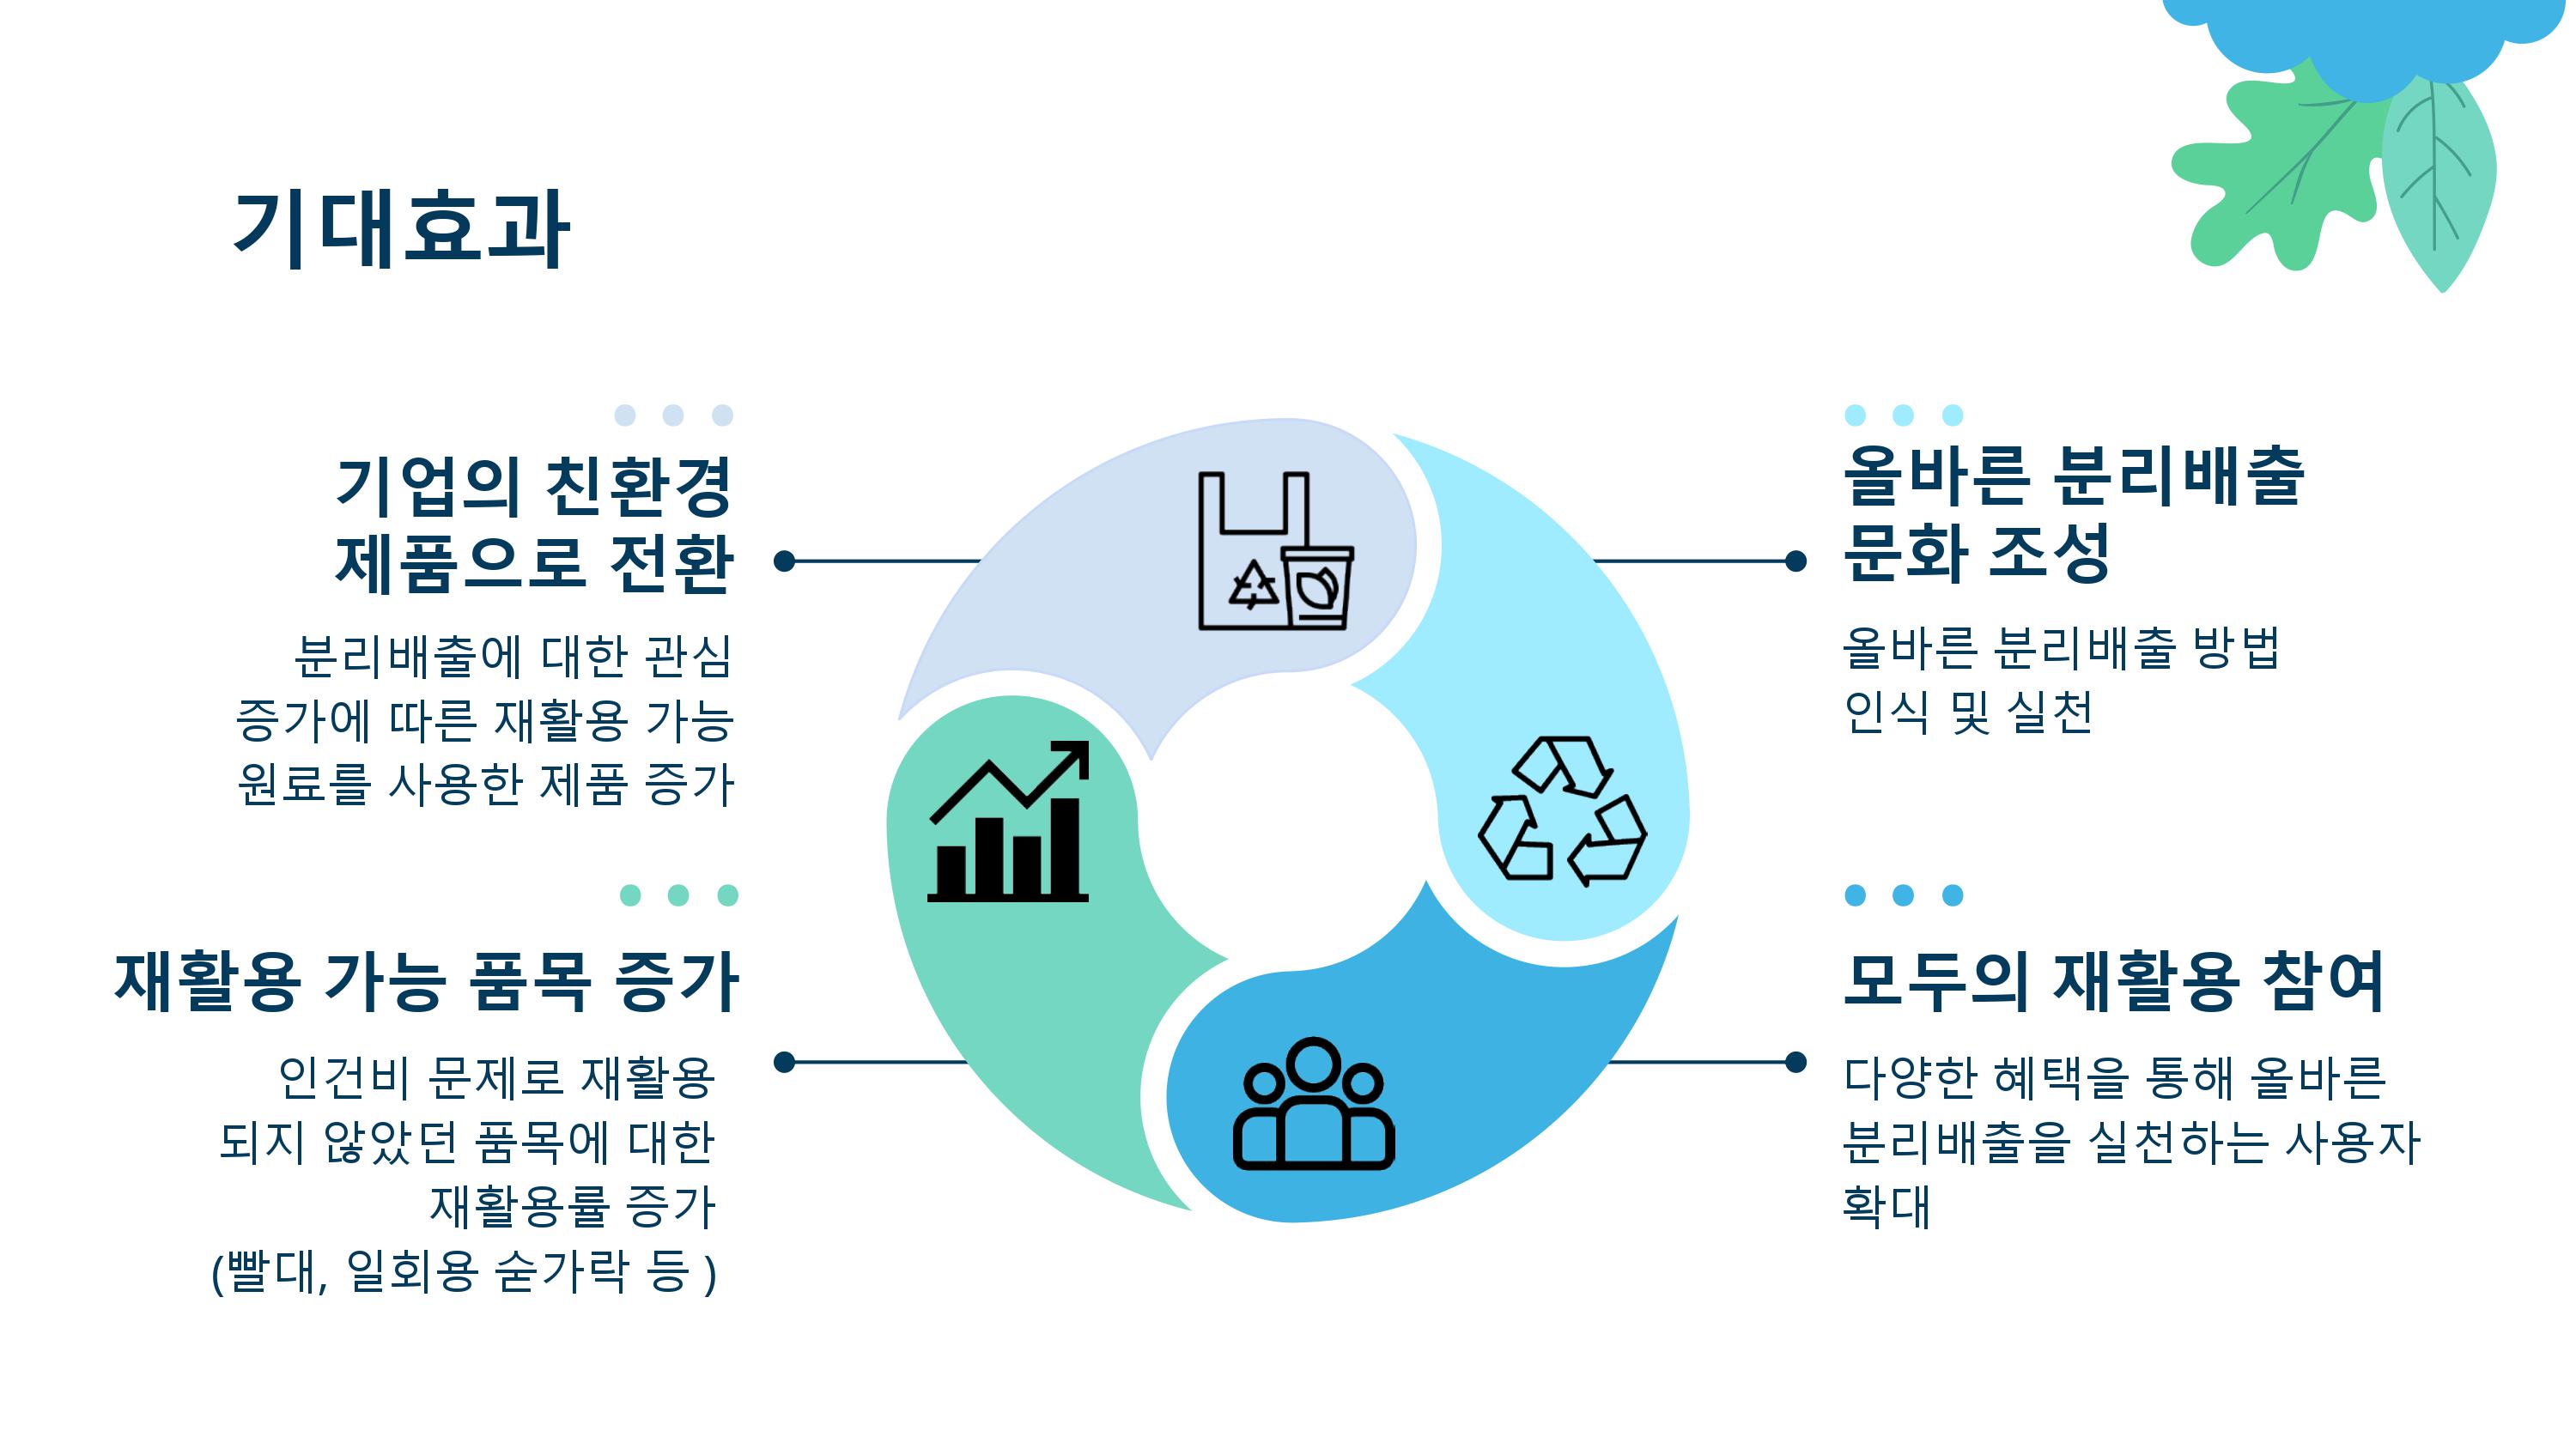 기대효과
기업의 친환경
제품으로 전환
분리배출에 대한 관심
증가에 따른 재활용 가능
원료를 사용한 제품 증가
올바른 분리배출
문화 조성
올바른 분리배출 방법
인식 및 실천
재활용 가능 품목 증가
인건비 문제로 재활용
되지 않았던 품목에 대한
재활용률 증가
(빨대, 일회용 숟가락 등 )
모두의 재활용 참여
다양한 혜택을 통해 올바른
분리배출을 실천하는 사용자
확대